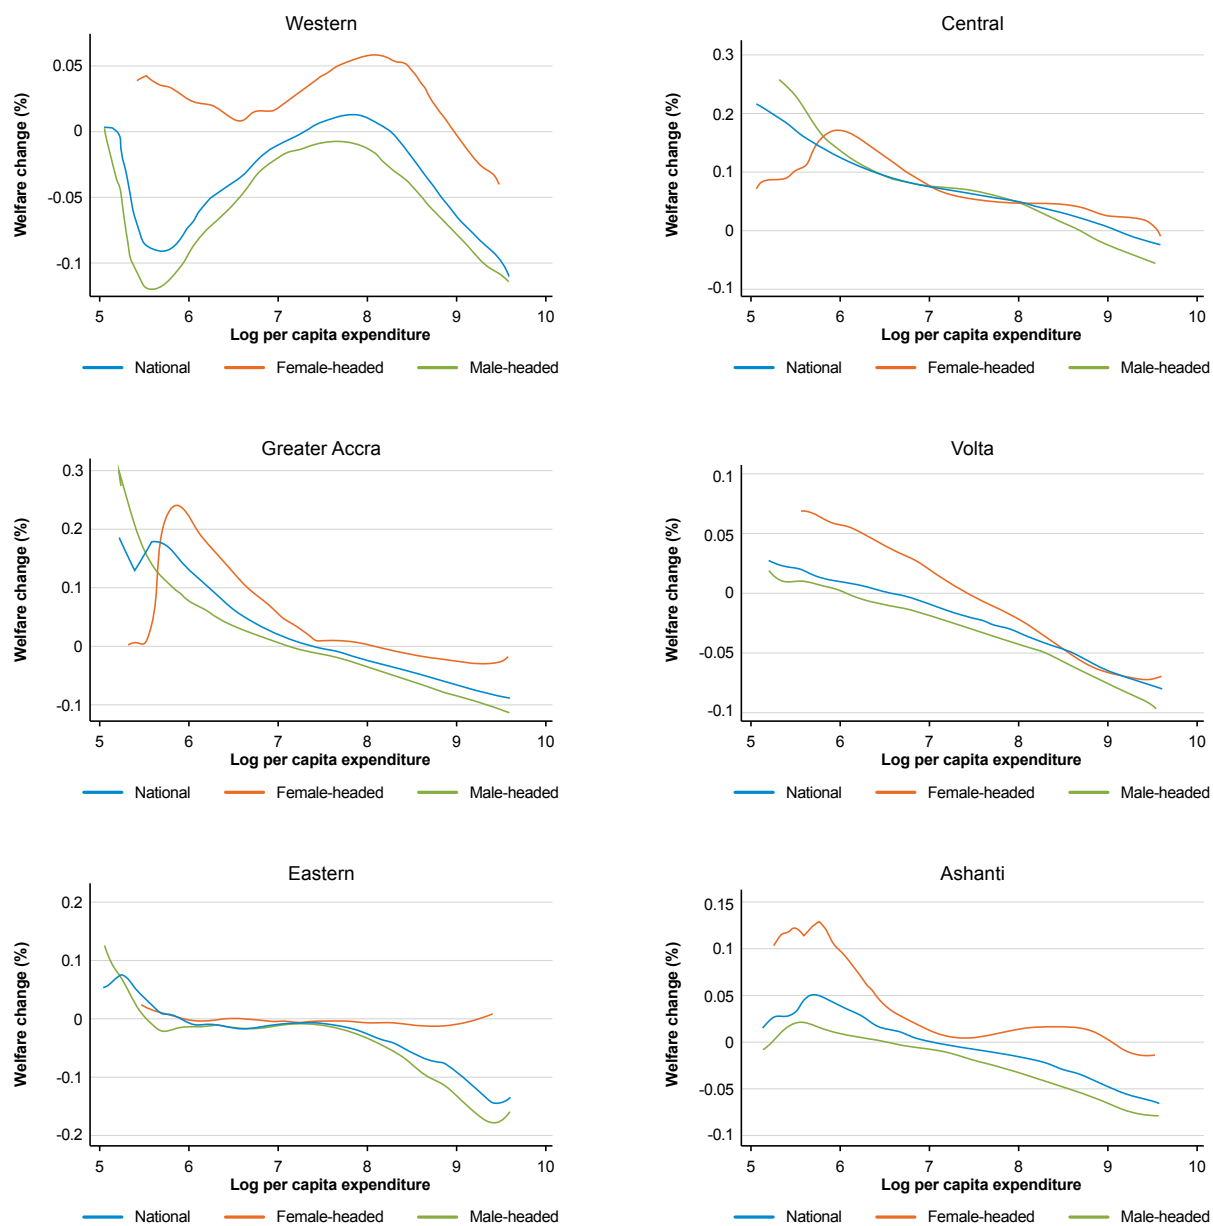 Western
Welfare change (%)
0.05
0
-0.05
-0.1
5 6 7 8 9 10
Log per capita expenditure
National Female-headed Male-headed
Central
Welfare change (%)
0.3
0.2
0.1
0
-0.1
5 6 7 8 9 10
Log per capita expenditure
National Female-headed Male-headed
Greater Accra
Welfare change (%)
0.3
0.2
0.1
0
-0.1
5 6 7 8 9 10
Log per capita expenditure
National Female-headed Male-headed
Volta
Welfare change (%)
0.1
0.05
0
-0.05
-0.1
5 6 7 8 9 10
Log per capita expenditure
National Female-headed Male-headed
Eastern
Welfare change (%)
0.2
0.1
0
-0.1
-0.2
5 6 7 8 9 10
Log per capita expenditure
National Female-headed Male-headed
Ashanti
Welfare change (%)
0.15
0.1
0.05
0
-0.05
-0.1
5 6 7 8 9 10
Log per capita expenditure
National Female-headed Male-headed